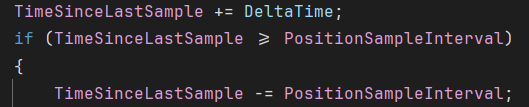 TimeSinceLastSample += DeltaTime;
if (TimeSinceLastSample >= PositionSampleInterval)
{
TimeSinceLastSample -= PositionSampleInterval;